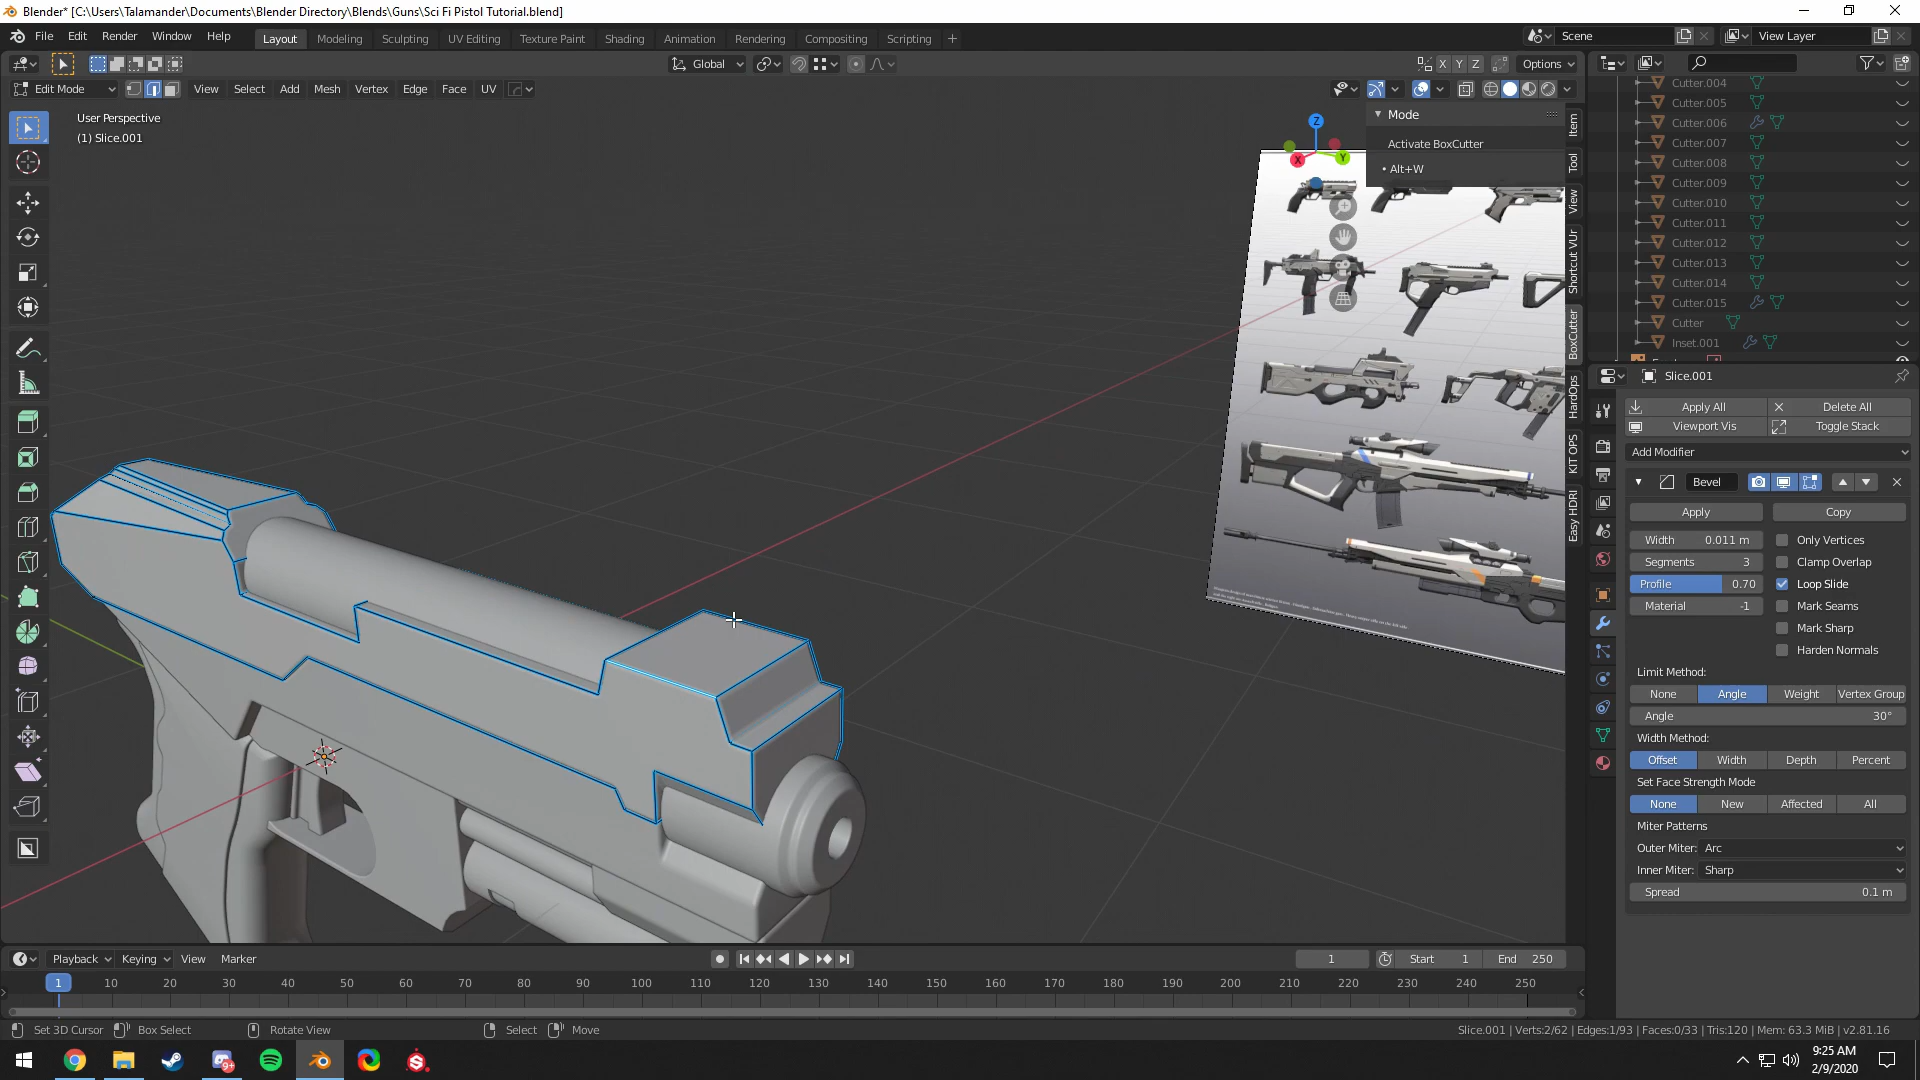 Blender* [C:\Users\Talamander\Documents\Blender Directory\Blends\Guns\Sci Fi Pistol Tutorial.blend]
File Edit Render Window Help Layout Modeling Sculpting UV Editing Texture Paint Shading Animation Rendering Compositing Scripting + Scene View Layer
Global X Y Z Options
Edit Mode View Select Add Mesh Vertex Edge Face UV
User Perspective
(1) Slice.001
Z
X
Y
Mode
Activate BoxCutter
• Alt+W
Item
Tool
View
Shortcut VUr
BoxCutter
HardOps
KIT OPS
Easy HDRI
Cutter.004
Cutter.005
Cutter.006
Cutter.007
Cutter.008
Cutter.009
Cutter.010
Cutter.011
Cutter.012
Cutter.013
Cutter.014
Cutter.015
Cutter
Inset.001
Slice.001
Apply All Delete All
Viewport Vis Toggle Stack
Add Modifier
Bevel
Apply Copy
Width 0.011 m Only Vertices
Segments 3 Clamp Overlap
Profile 0.70 Loop Slide
Material -1 Mark Seams
Mark Sharp
Harden Normals
Limit Method:
None Angle Weight Vertex Group
Angle 30°
Width Method:
Offset Width Depth Percent
Set Face Strength Mode
None New Affected All
Miter Patterns
Outer Miter: Arc
Inner Miter: Sharp
Spread 0.1 m
Playback Keying View Marker 1 Start 1 End 250
1 10 20 30 40 50 60 70 80 90 100 110 120 130 140 150 160 170 180 190 200 210 220 230 240 250
Set 3D Cursor Box Select Rotate View Select Move Slice.001 | Verts:2/62 | Edges:1/93 | Faces:0/33 | Tris:120 | Mem: 63.3 MiB | v2.81.16
9+
9:25 AM
2/9/2020